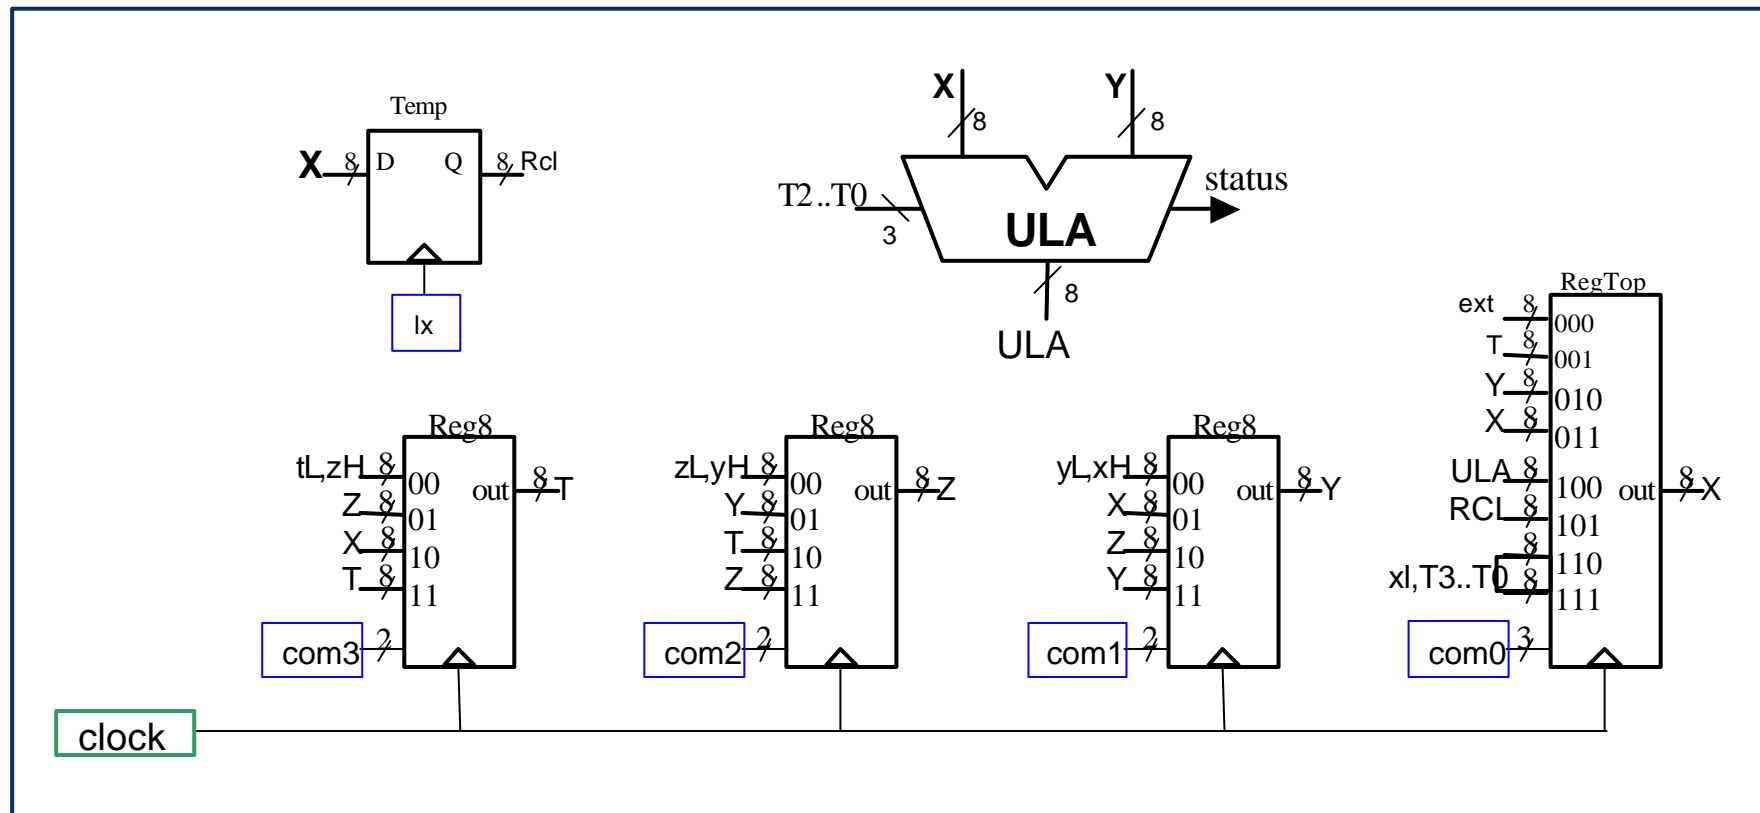 Temp
X 8 D Q 8 Rcl
lx
X 8
Y 8
T2..T0 3
ULA
status
8
ULA
Reg8
tL,zH 8 00
Z 8 01
X 8 10
T 8 11
out 8 T
com3 2
Reg8
zL,yH 8 00
Y 8 01
T 8 10
Z 8 11
out 8 Z
com2 2
Reg8
yL,xH 8 00
X 8 01
Z 8 10
Y 8 11
out 8 Y
com1 2
RegTop
ext 8 000
T 8 001
Y 8 010
X 8 011
ULA 8 100
RCL 8 101
8 110
xl,T3..T0 8 111
out 8 X
com0 3
clock